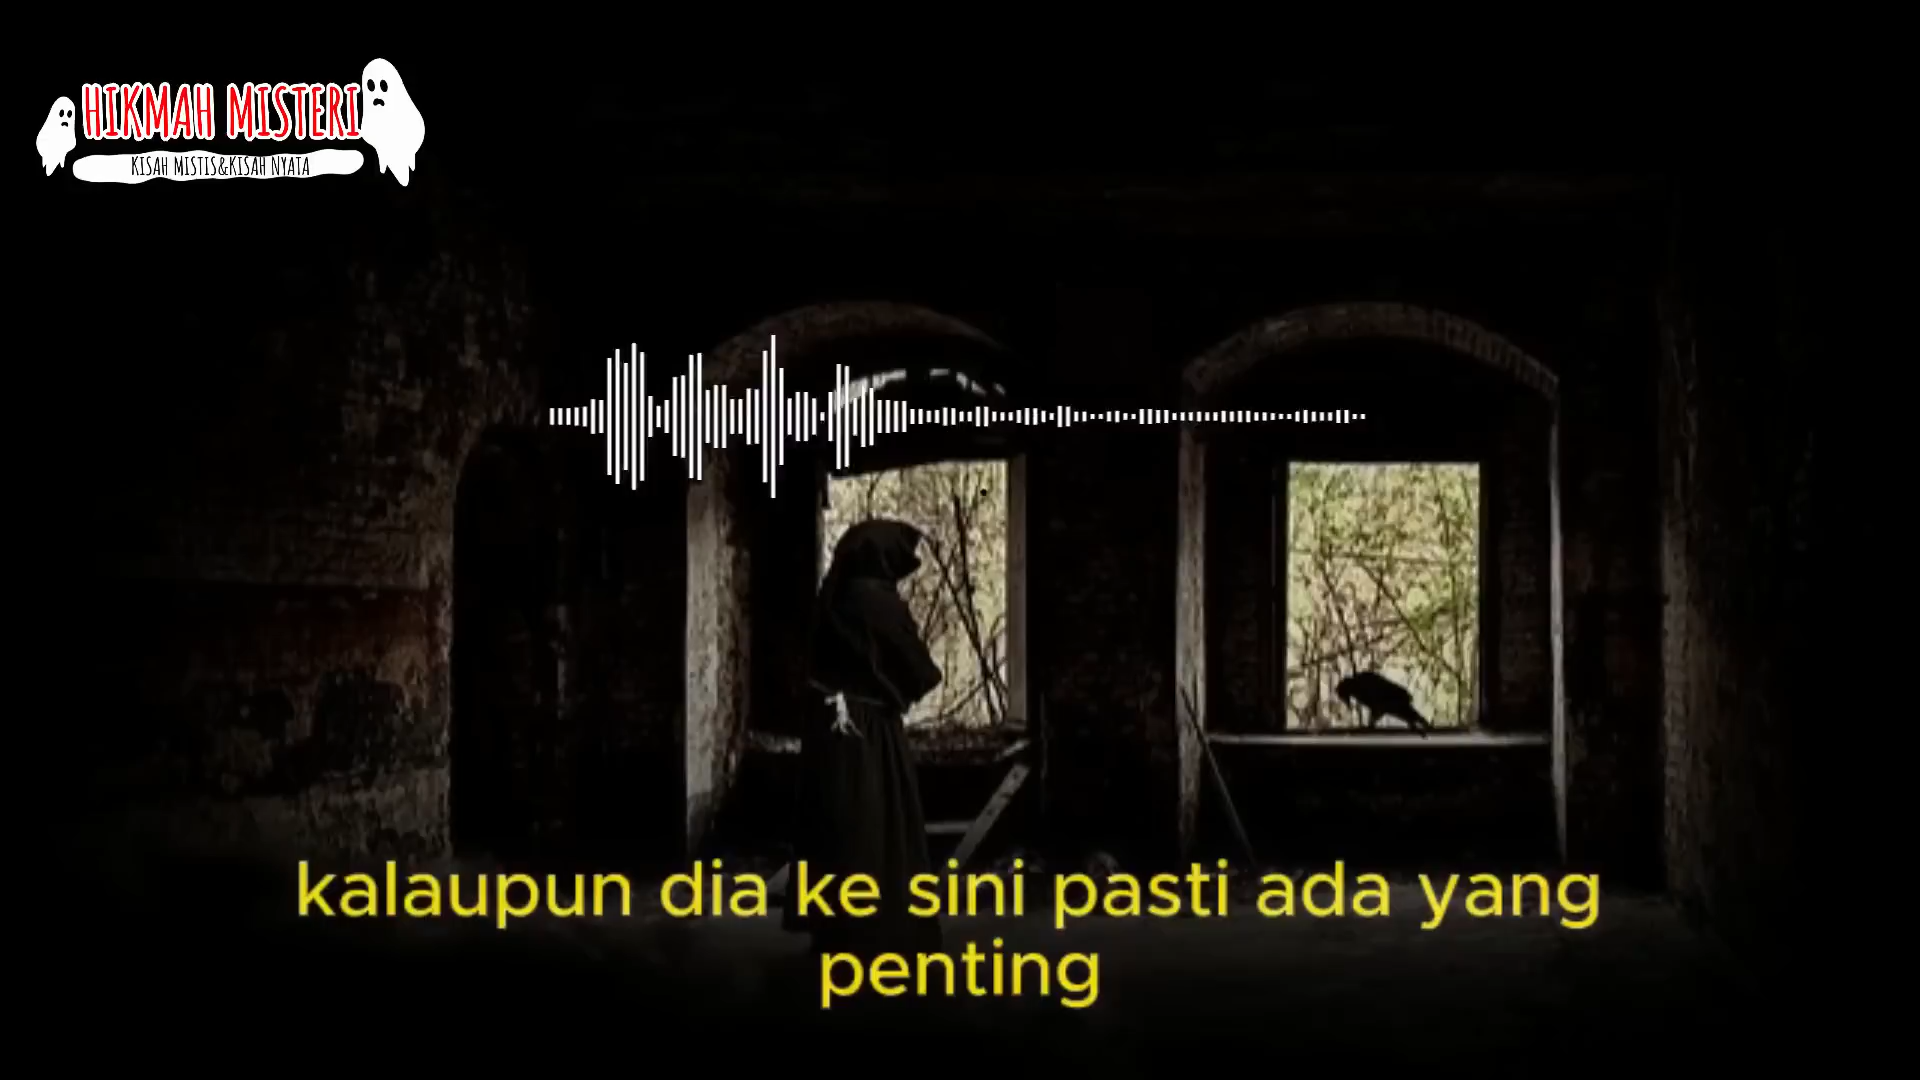 HIKMAH MISTERI
KISAH MISTIS&KISAH NYATA
kalaupun dia ke sini pasti ada yang
penting